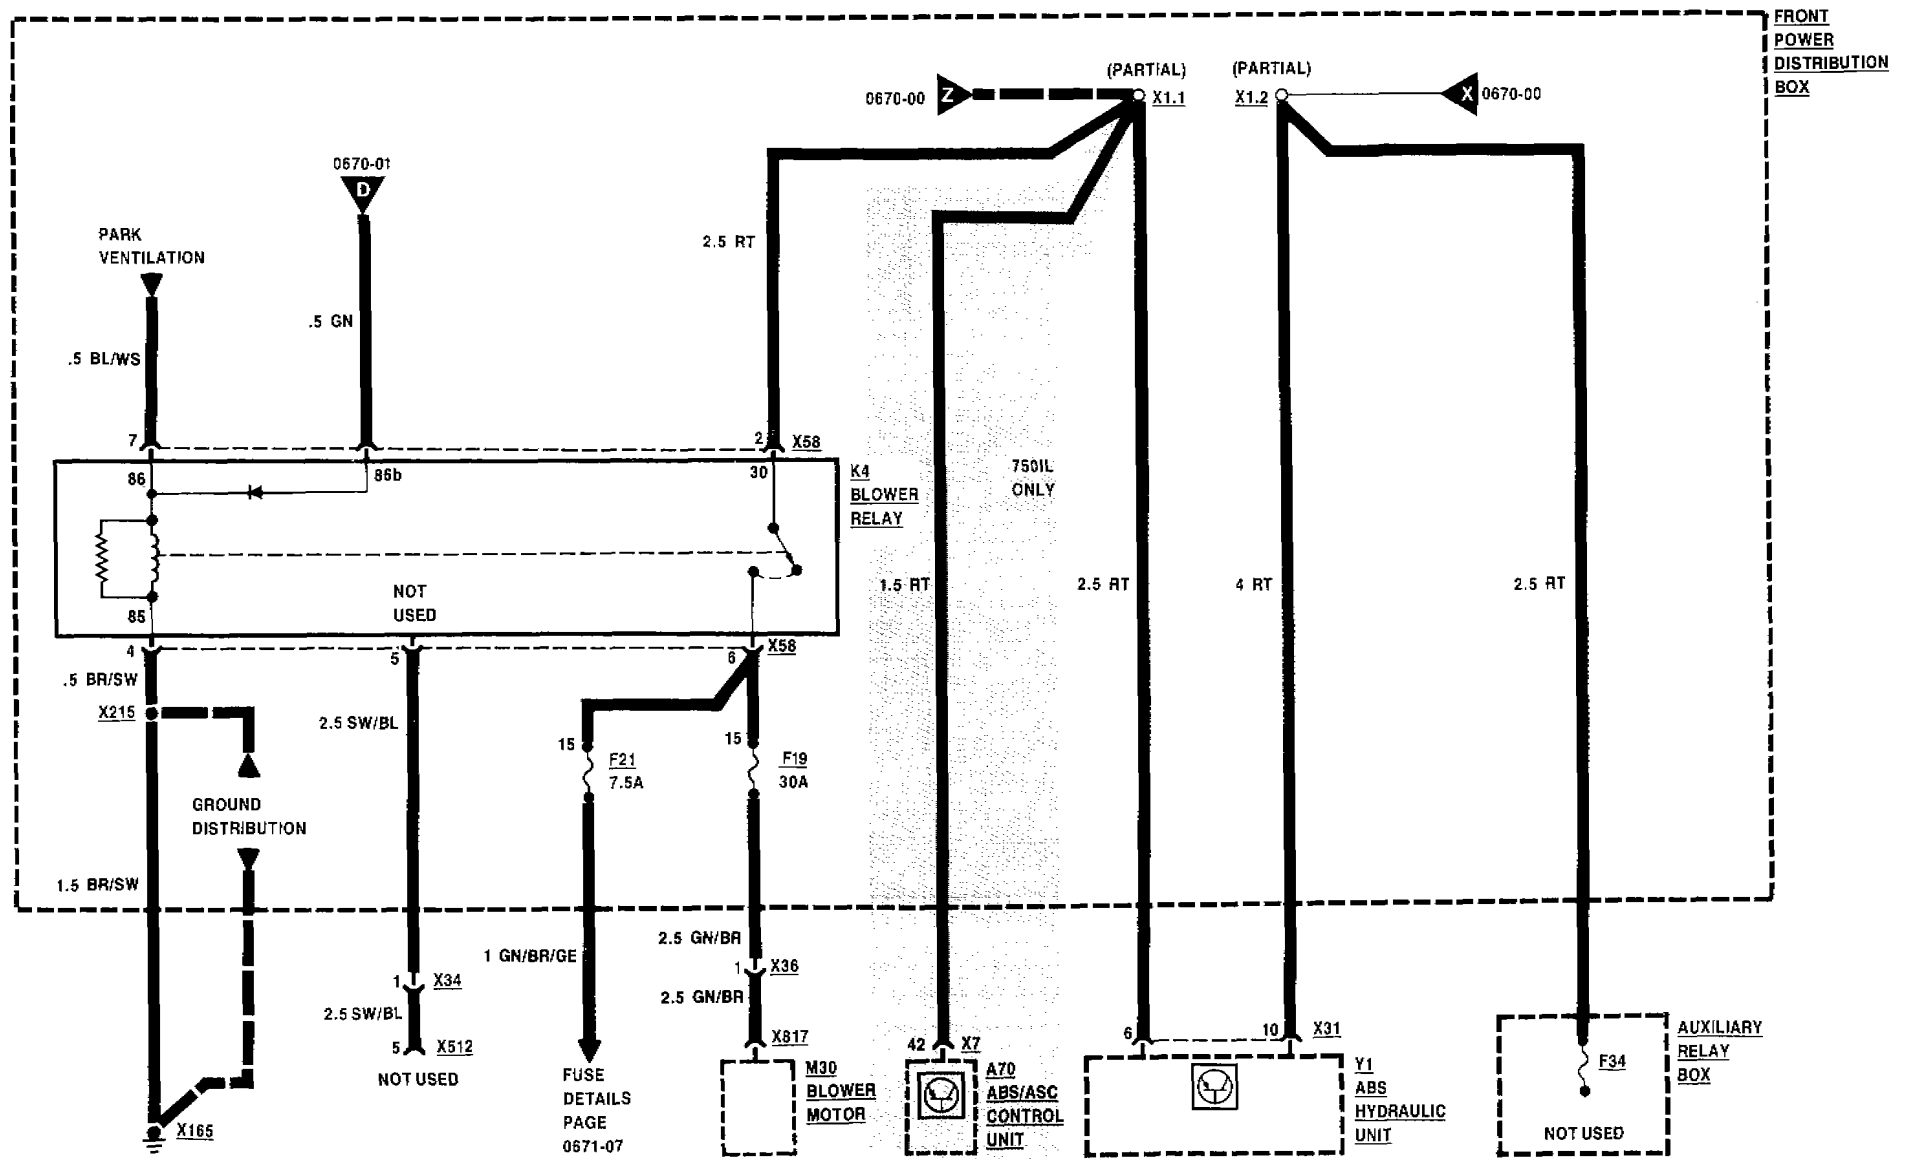 FRONT
POWER
DISTRIBUTION
BOX
(PARTIAL)
(PARTIAL)
0670-00
Z
X1.1
X1.2
X
0670-00
0670-01
D
PARK
VENTILATION
2.5 RT
.5 GN
.5 BL/WS
7
2
X58
86
86b
30
K4
BLOWER
RELAY
750IL
ONLY
NOT
USED
85
1.5 RT
2.5 RT
4 RT
2.5 RT
4
5
6
X58
.5 BR/SW
X215
2.5 SW/BL
15
F21
7.5A
15
F19
30A
GROUND
DISTRIBUTION
1.5 BR/SW
1 GN/BR/GE
2.5 GN/BR
1
X36
2.5 GN/BR
1
X34
2.5 SW/BL
5
X512
NOT USED
X817
42
X7
6
10
X31
FUSE
DETAILS
PAGE
0671-07
M30
BLOWER
MOTOR
A70
ABS/ASC
CONTROL
UNIT
Y1
ABS
HYDRAULIC
UNIT
F34
NOT USED
AUXILIARY
RELAY
BOX
X165